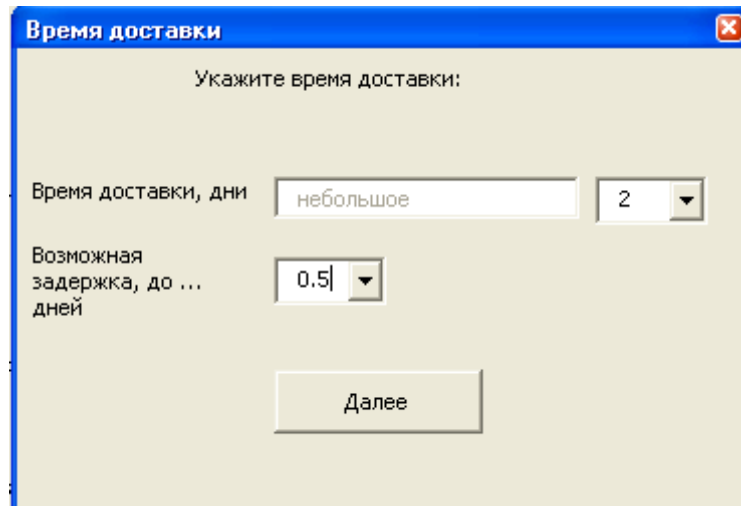 Время доставки
Укажите время доставки:
Время доставки, дни небольшое 2
Возможная
задержка, до ... 0.5
дней
Далее